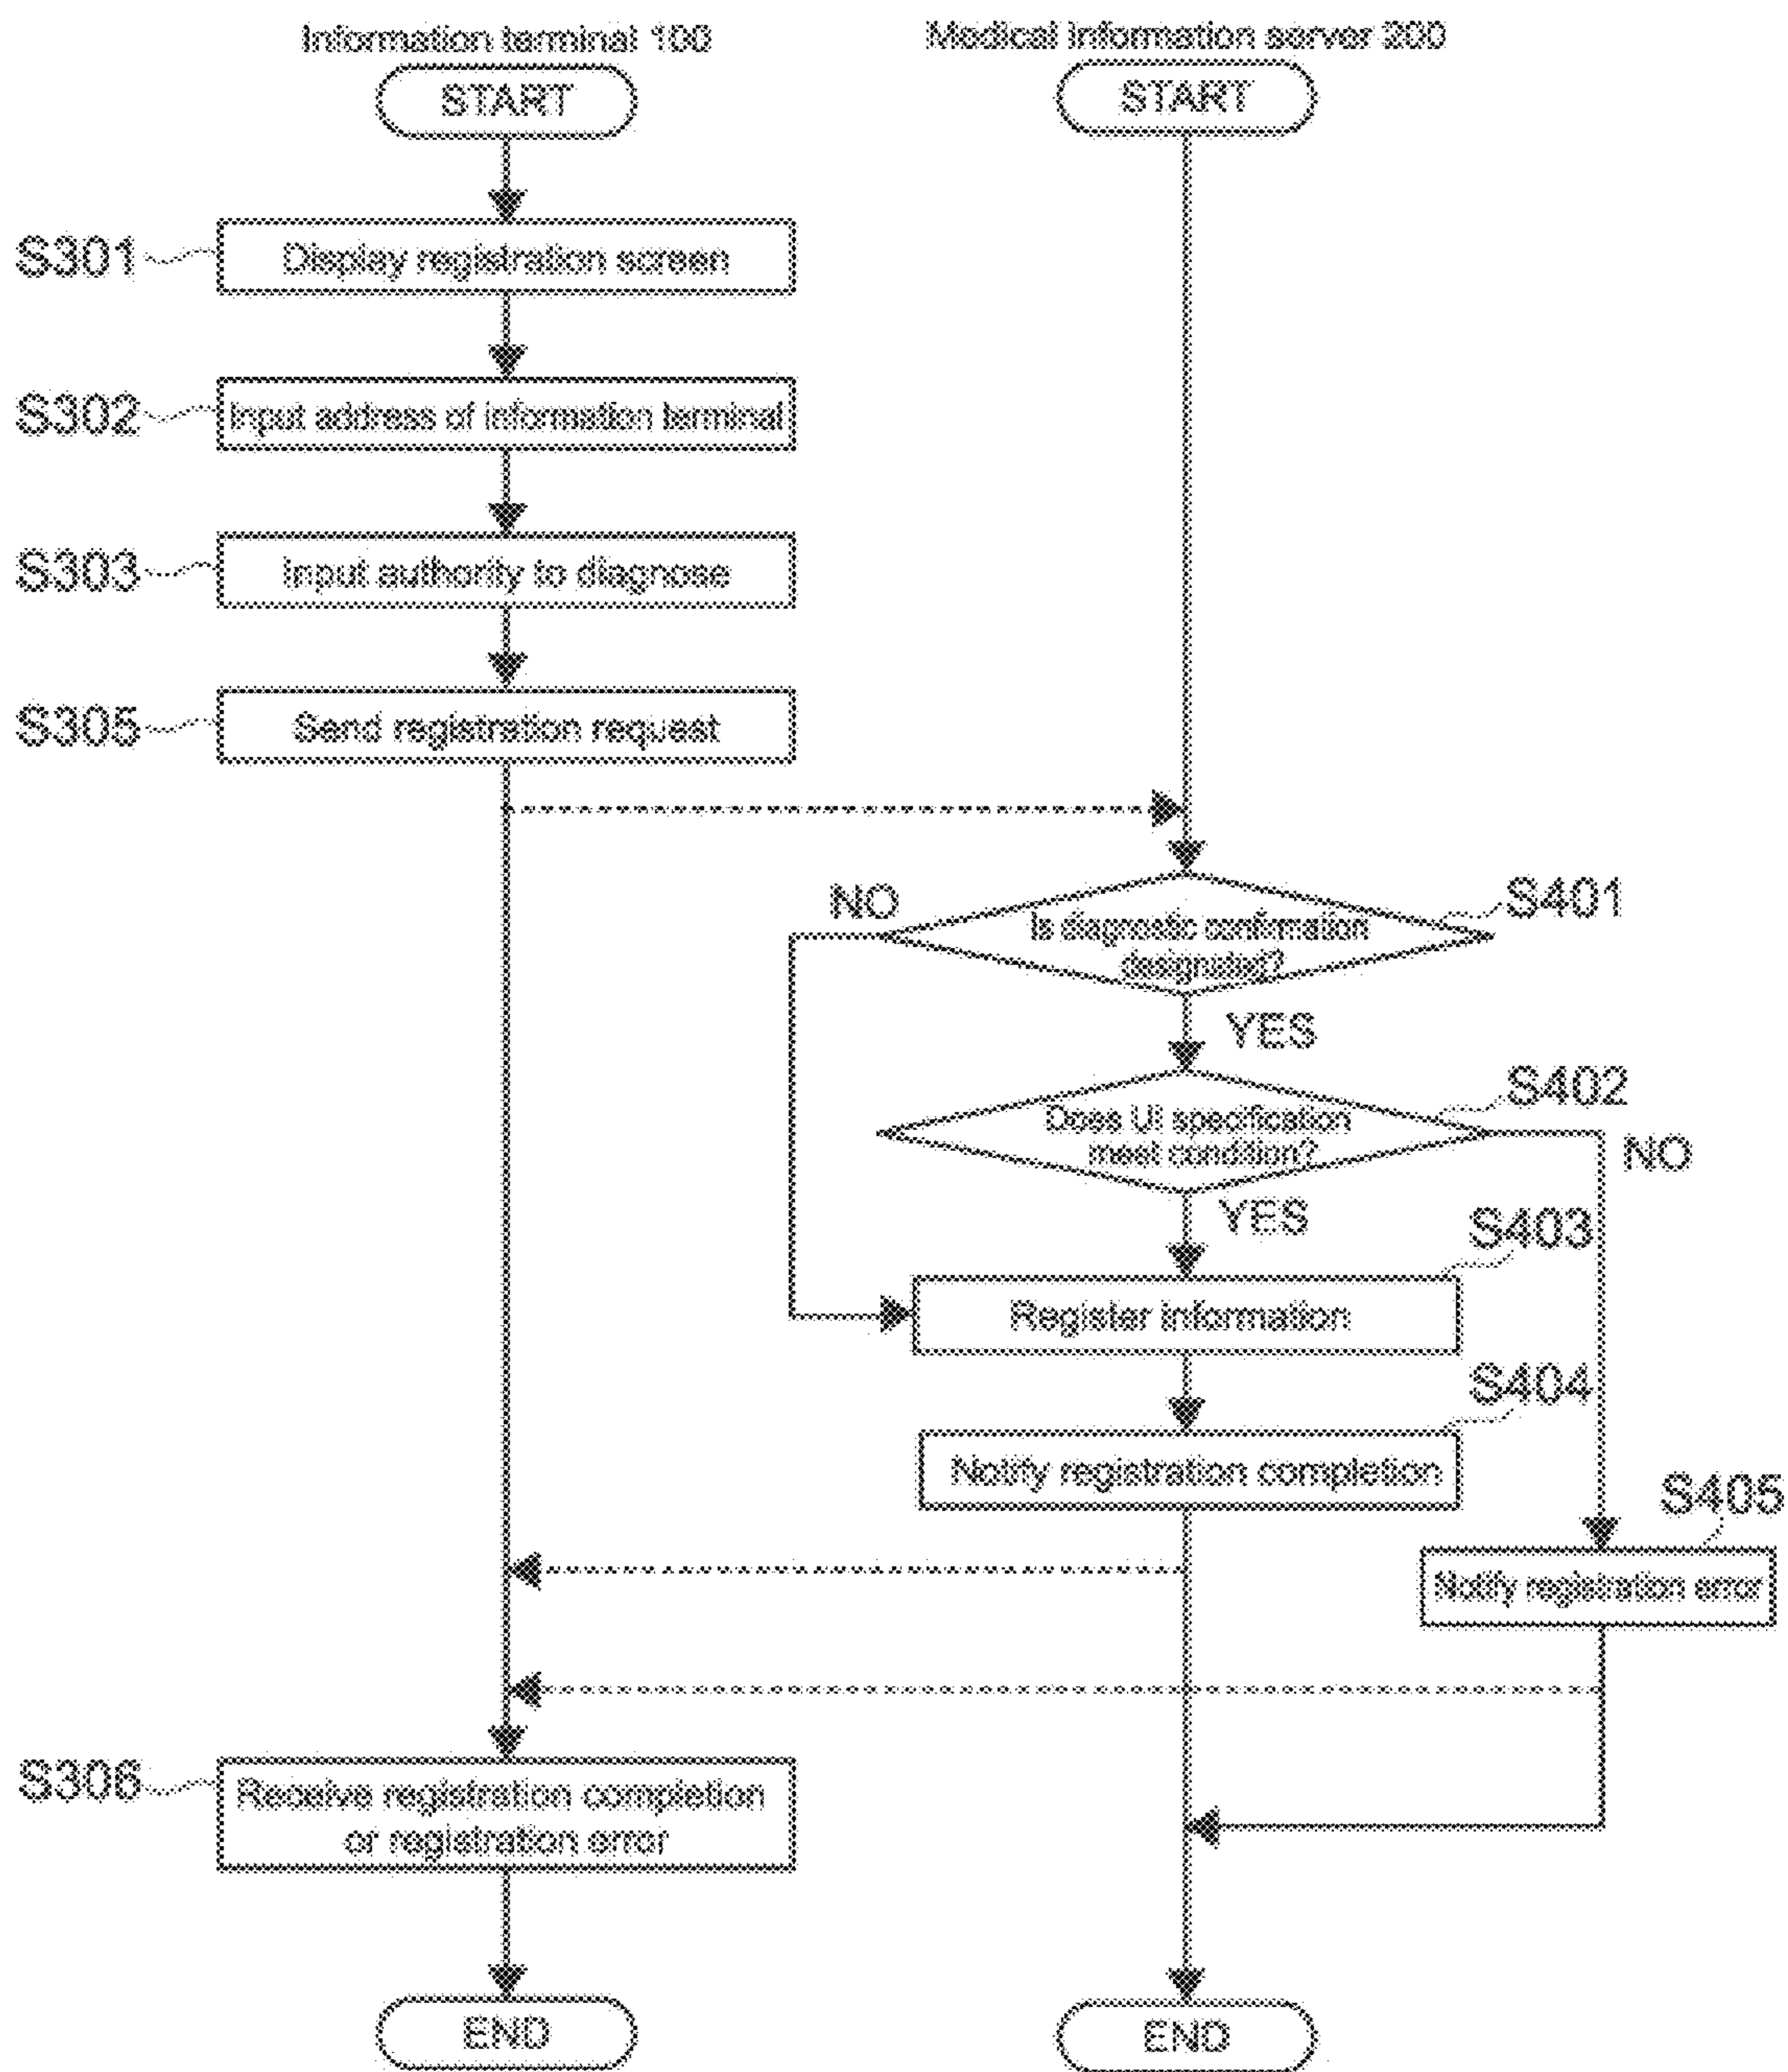 Information terminal 100
Medical information server 200
START
START
S301
Display registration screen
S302
Input address of information terminal
S303
Input authority to diagnose
S305
Send registration request
S401
NO
Is diagnostic confirmation
designated?
YES
S402
Does UI specification
meet condition?
NO
YES
S403
Register information
S404
Notify registration completion
S405
Notify registration error
S306
Receive registration completion
or registration error
END
END